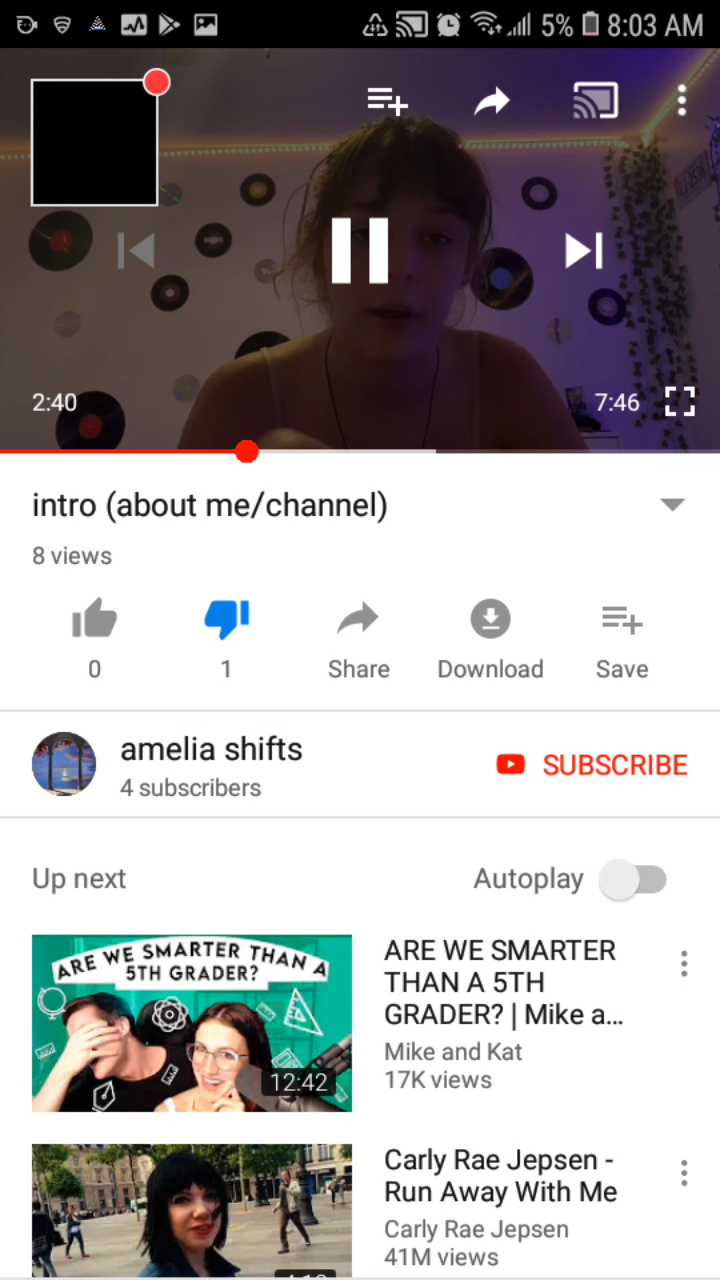 5% 8:03 AM
2:40
7:46
intro (about me/channel)
8 views
0
1
Share
Download
Save
amelia shifts
4 subscribers
SUBSCRIBE
Up next
Autoplay
ARE WE SMARTER THAN A
5TH GRADER?
12:42
ARE WE SMARTER
THAN A 5TH
GRADER? | Mike a...
Mike and Kat
17K views
Carly Rae Jepsen -
Run Away With Me
Carly Rae Jepsen
41M views